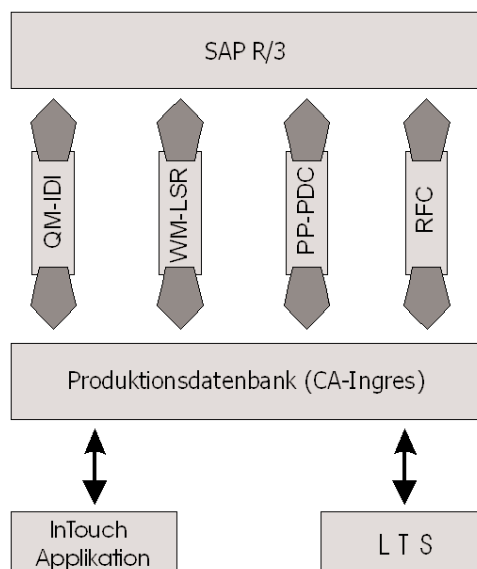 SAP R/3
QM-IDI
WM-LSR
PP-PDC
RFC
Produktionsdatenbank (CA-Ingres)
InTouch
Applikation
L T S